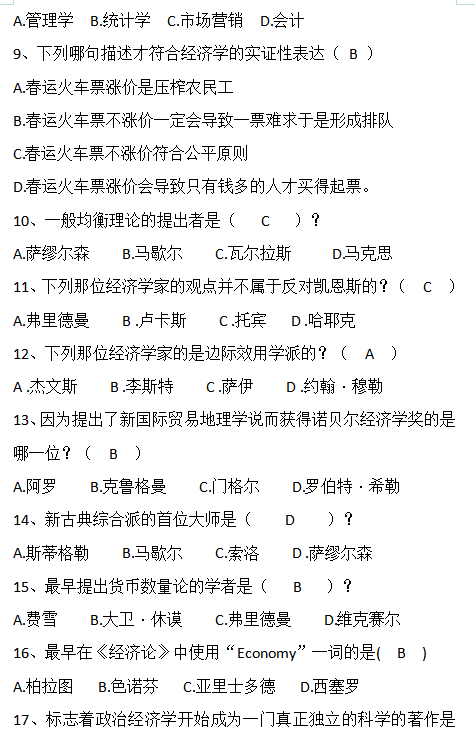 A.管理学 B.统计学 C.市场营销 D.会计
9、下列哪句描述才符合经济学的实证性表达（ B ）
A.春运火车票涨价是压榨农民工
B.春运火车票不涨价一定会导致一票难求于是形成排队
C.春运火车票不涨价符合公平原则
D.春运火车票涨价会导致只有钱多的人才买得起票。
10、一般均衡理论的提出者是（ C ）？
A.萨缪尔森 B.马歇尔 C.瓦尔拉斯 D.马克思
11、下列那位经济学家的观点并不属于反对凯恩斯的？（ C ）
A.弗里德曼 B .卢卡斯 C .托宾 D .哈耶克
12、下列那位经济学家的是边际效用学派的？（ A ）
A .杰文斯 B .李斯特 C .萨伊 D .约翰·穆勒
13、因为提出了新国际贸易地理学说而获得诺贝尔经济学奖的是
哪一位？（ B ）
A.阿罗 B.克鲁格曼 C.门格尔 D.罗伯特·希勒
14、新古典综合派的首位大师是（ D ）？
A.斯蒂格勒 B.马歇尔 C.索洛 D .萨缪尔森
15、最早提出货币数量论的学者是（ B ）？
A.费雪 B.大卫·休谟 C.弗里德曼 D.维克赛尔
16、最早在《经济论》中使用“Economy”一词的是( B )
A.柏拉图 B.色诺芬 C.亚里士多德 D.西塞罗
17、标志着政治经济学开始成为一门真正独立的科学的著作是